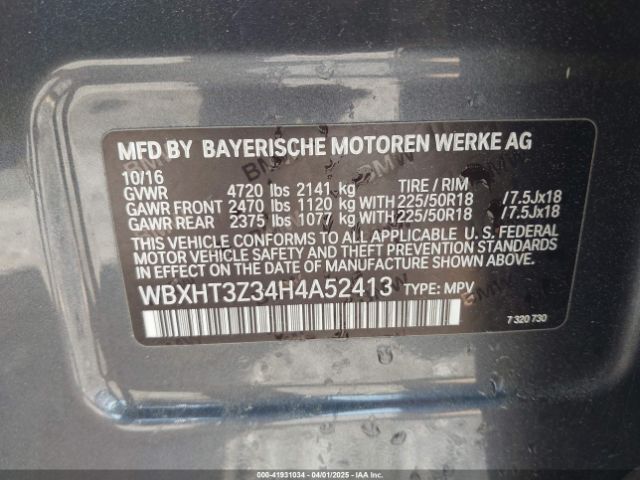 MFD BY BAYERISCHE MOTOREN WERKE AG
10/16
GVWR 4720 lbs 2141 kg TIRE / RIM
GAWR FRONT 2470 lbs 1120 kg WITH 225/50R18 /7.5Jx18
GAWR REAR 2375 lbs 1077 kg WITH 225/50R18 /7.5Jx18
THIS VEHICLE CONFORMS TO ALL APPLICABLE U. S. FEDERAL
MOTOR VEHICLE SAFETY AND THEFT PREVENTION STANDARDS
IN EFFECT ON THE DATE OF MANUFACTURE SHOWN ABOVE.
WBXHT3Z34H4A52413 TYPE: MPV
7 320 730
000-41931034 - 04/01/2025 - IAAI.COM